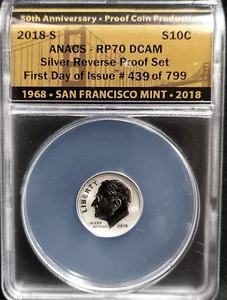 50th Anniversary • Proof Coin Production
2018-S S10C
ANACS - RP70 DCAM
Silver Reverse Proof Set
First Day of Issue # 439 of 799
1968 • SAN FRANCISCO MINT • 2018
LIBERTY
2018